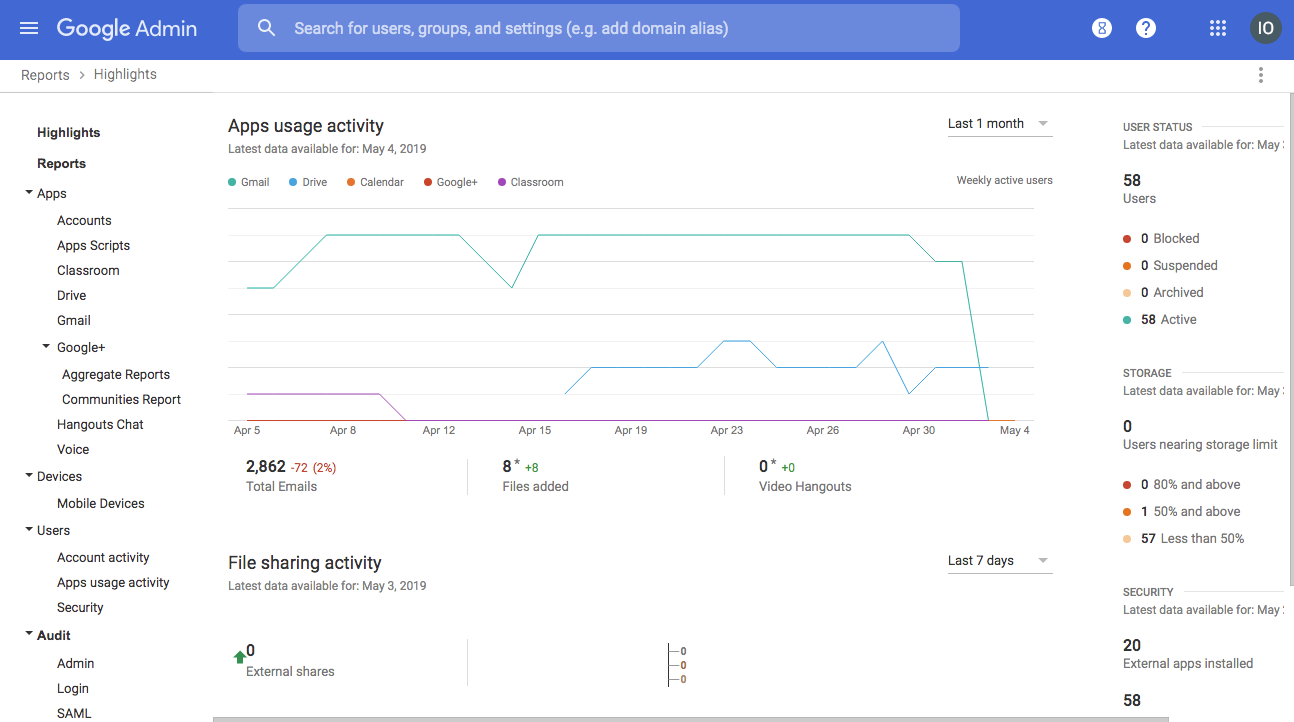 Google Admin
Search for users, groups, and settings (e.g. add domain alias)
?
IO
Reports > Highlights
Highlights
Reports
Apps
Accounts
Apps Scripts
Classroom
Drive
Gmail
Google+
Aggregate Reports
Communities Report
Hangouts Chat
Voice
Devices
Mobile Devices
Users
Account activity
Apps usage activity
Security
Audit
Admin
Login
SAML
Apps usage activity
Last 1 month
Latest data available for: May 4, 2019
Gmail Drive Calendar Google+ Classroom
Weekly active users
Apr 5 Apr 8 Apr 12 Apr 15 Apr 19 Apr 23 Apr 26 Apr 30 May 4
2,862 -72 (2%)
Total Emails
8* +8
Files added
0* +0
Video Hangouts
File sharing activity
Last 7 days
Latest data available for: May 3, 2019
0
External shares
0
0
0
USER STATUS
Latest data available for: May
58
Users
0 Blocked
0 Suspended
0 Archived
58 Active
STORAGE
Latest data available for: May
0
Users nearing storage limit
0 80% and above
1 50% and above
57 Less than 50%
SECURITY
Latest data available for: May
20
External apps installed
58